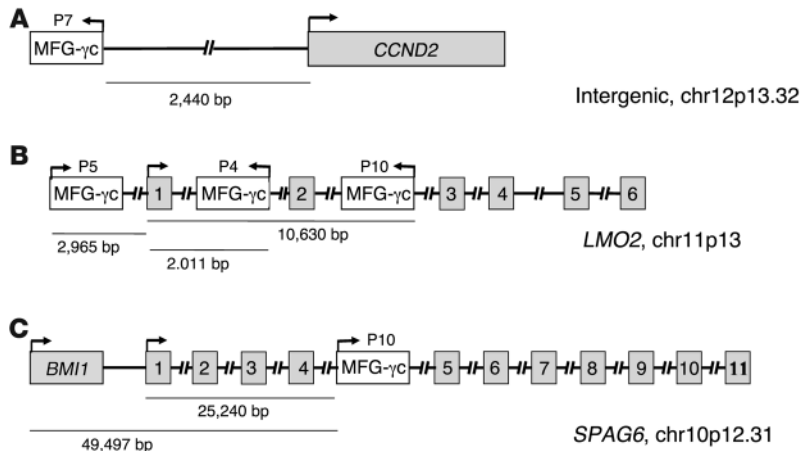 A
P7
MFG-γc
CCND2
2,440 bp
Intergenic, chr12p13.32
B
P5 P4 P10
MFG-γc 1 MFG-γc 2 MFG-γc 3 4 5 6
10,630 bp
2,965 bp
2.011 bp
LMO2, chr11p13
C
P10
BMI1 1 2 3 4 MFG-γc 5 6 7 8 9 10 11
25,240 bp
49,497 bp
SPAG6, chr10p12.31